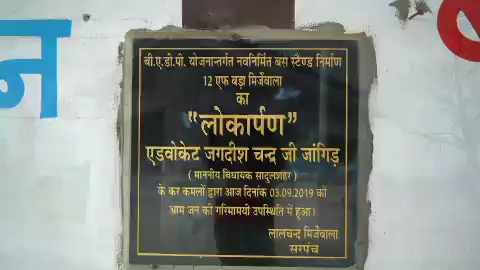 बी.ए.डी.पी. योजनान्तर्गत नवनिर्मित बस स्टैण्ड निर्माण
12 एफ बड़ा मिर्जेवाला
का
"लोकार्पण"
एडवोकेट जगदीश चन्द्र जी जांगिड़
( माननीय विधायक सादुलशहर )
के कर कमलों द्वारा आज दिनांक 03.09.2019 को
आम जन की गरिमामयी उपस्थिति में हुआ।
लालचन्द मिर्जेवाला
सरपंच
न